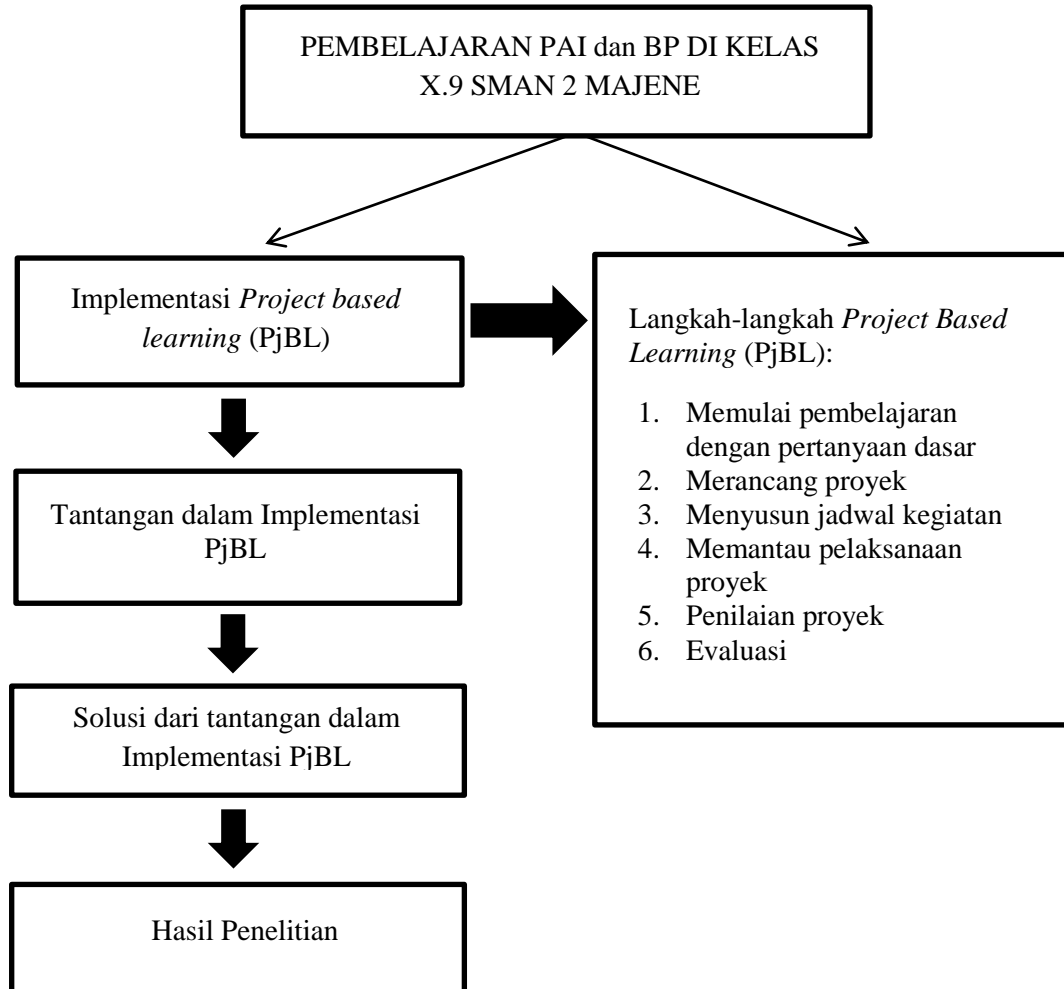 PEMBELAJARAN PAI dan BP DI KELAS
X.9 SMAN 2 MAJENE
Implementasi Project based
learning (PjBL)
Tantangan dalam Implementasi
PjBL
Solusi dari tantangan dalam
Implementasi PjBL
Hasil Penelitian
Langkah-langkah Project Based
Learning (PjBL):
1. Memulai pembelajaran
dengan pertanyaan dasar
2. Merancang proyek
3. Menyusun jadwal kegiatan
4. Memantau pelaksanaan
proyek
5. Penilaian proyek
6. Evaluasi